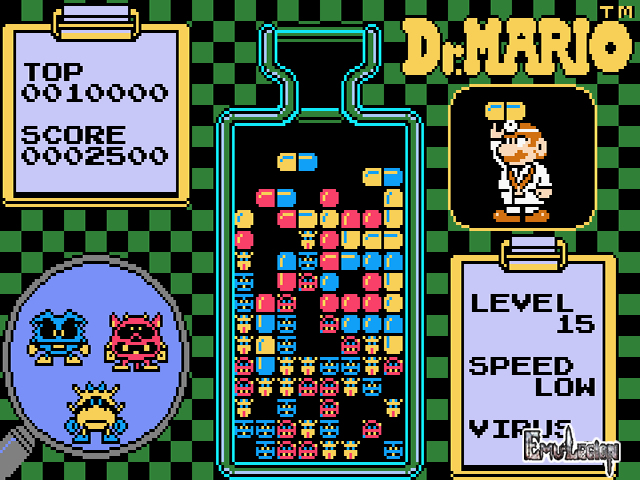 TOP
0010000
SCORE
0002500
Dr. MARIO
TM
LEVEL
15
SPEED
LOW
VIRUS
EmuLegion